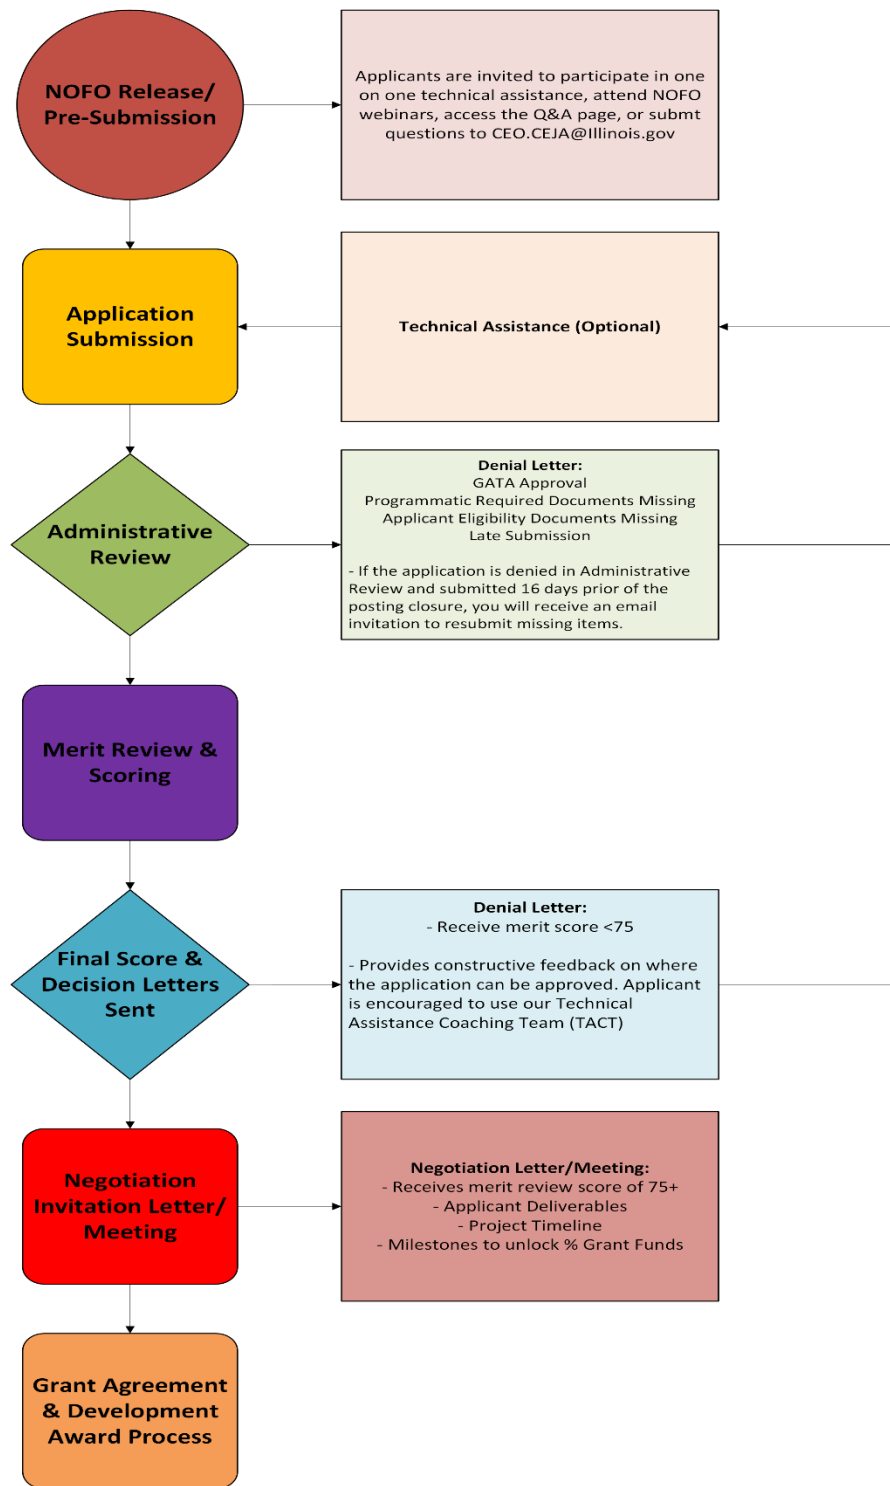 NOFO Release/
Pre-Submission
Applicants are invited to participate in one
on one technical assistance, attend NOFO
webinars, access the Q&A page, or submt
questions to CEO.CEJA@Illinois.gov
Application
Submission
Technical Assistance (Optional)
Administrative
Review
Denial Letter:
GATA Approval
Programmatic Required Documents Missing
Applicant Eligibility Documents Missing
Late Submission
- If the application is denied in Administrative
Review and submitted 16 days prior of the
posting closure, you will receive an email
invitation to resubmit missing items.
Merit Review &
Scoring
Final Score &
Decision Letters
Sent
Denial Letter:
- Receive merit score <75
- Provides constructive feedback on where
the application can be approved. Applicant
is encouraged to use our Technical
Assistance Coaching Team (TACT)
Negotiation
Invitation Letter/
Meeting
Negotiation Letter/Meeting:
- Receives merit review score of 75+
- Applicant Deliverables
- Project Timeline
- Milestones to unlock % Grant Funds
Grant Agreement
& Development
Award Process